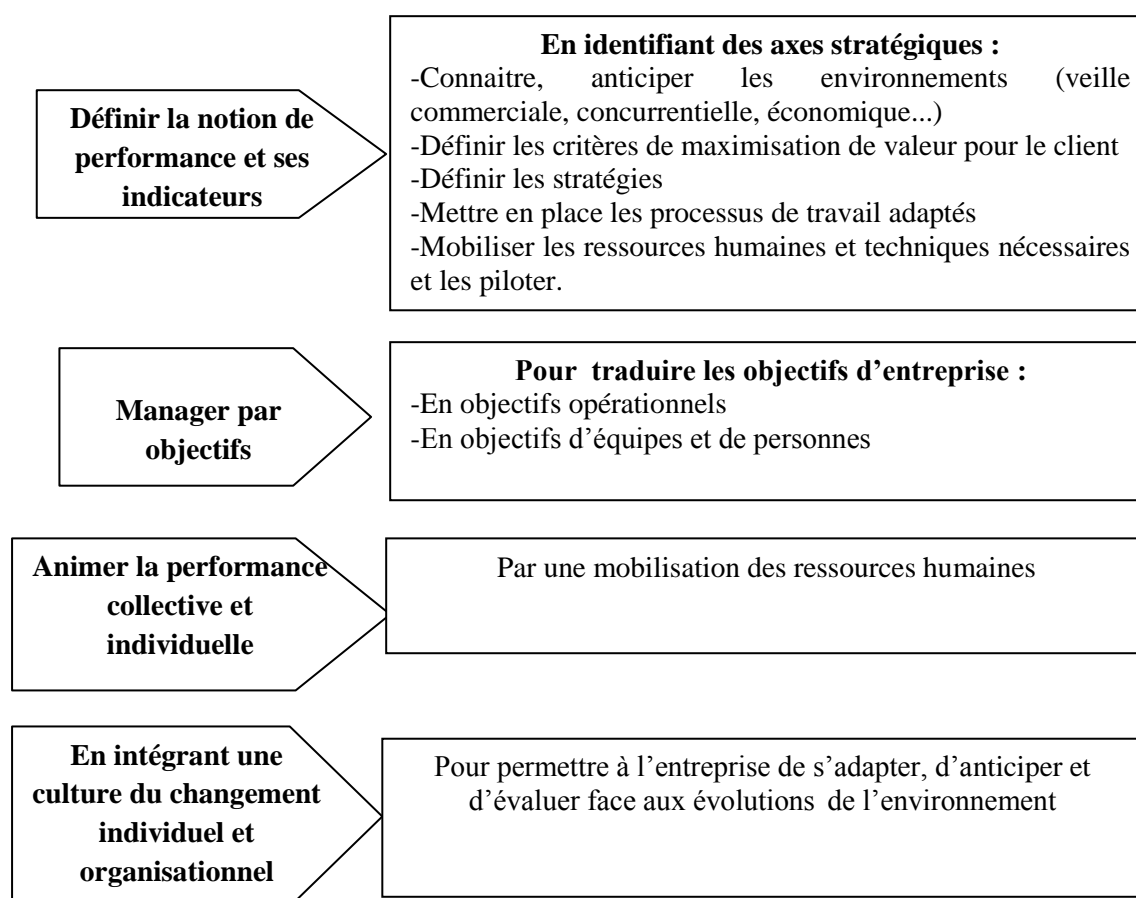 Définir la notion de
performance et ses
indicateurs
En identifiant des axes stratégiques :
-Connaitre, anticiper les environnements (veille
commerciale, concurrentielle, économique...)
-Définir les critères de maximisation de valeur pour le client
-Définir les stratégies
-Mettre en place les processus de travail adaptés
-Mobiliser les ressources humaines et techniques nécessaires
et les piloter.
Manager par
objectifs
Pour traduire les objectifs d’entreprise :
-En objectifs opérationnels
-En objectifs d’équipes et de personnes
Animer la performance
collective et
individuelle
Par une mobilisation des ressources humaines
En intégrant une
culture du changement
individuel et
organisationnel
Pour permettre à l’entreprise de s’adapter, d’anticiper et
d’évaluer face aux évolutions de l’environnement